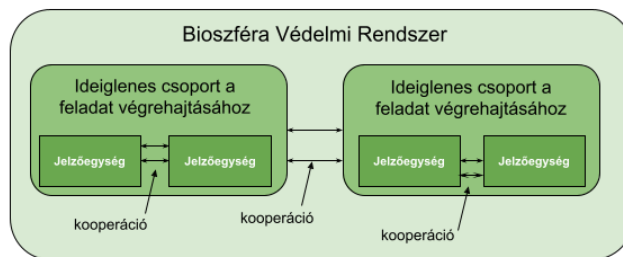 Bioszféra Védelmi Rendszer
Ideiglenes csoport a
feladat végrehajtásához
Jelzőegység
Jelzőegység
kooperáció
kooperáció
Ideiglenes csoport a
feladat végrehajtásához
Jelzőegység
Jelzőegység
kooperáció